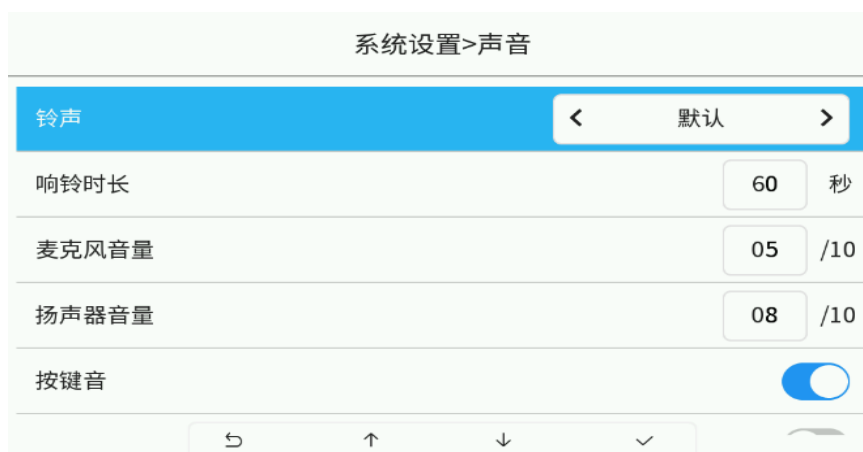 系统设置>声音
铃声 < 默认 >
响铃时长 60 秒
麦克风音量 05 /10
扬声器音量 08 /10
按键音